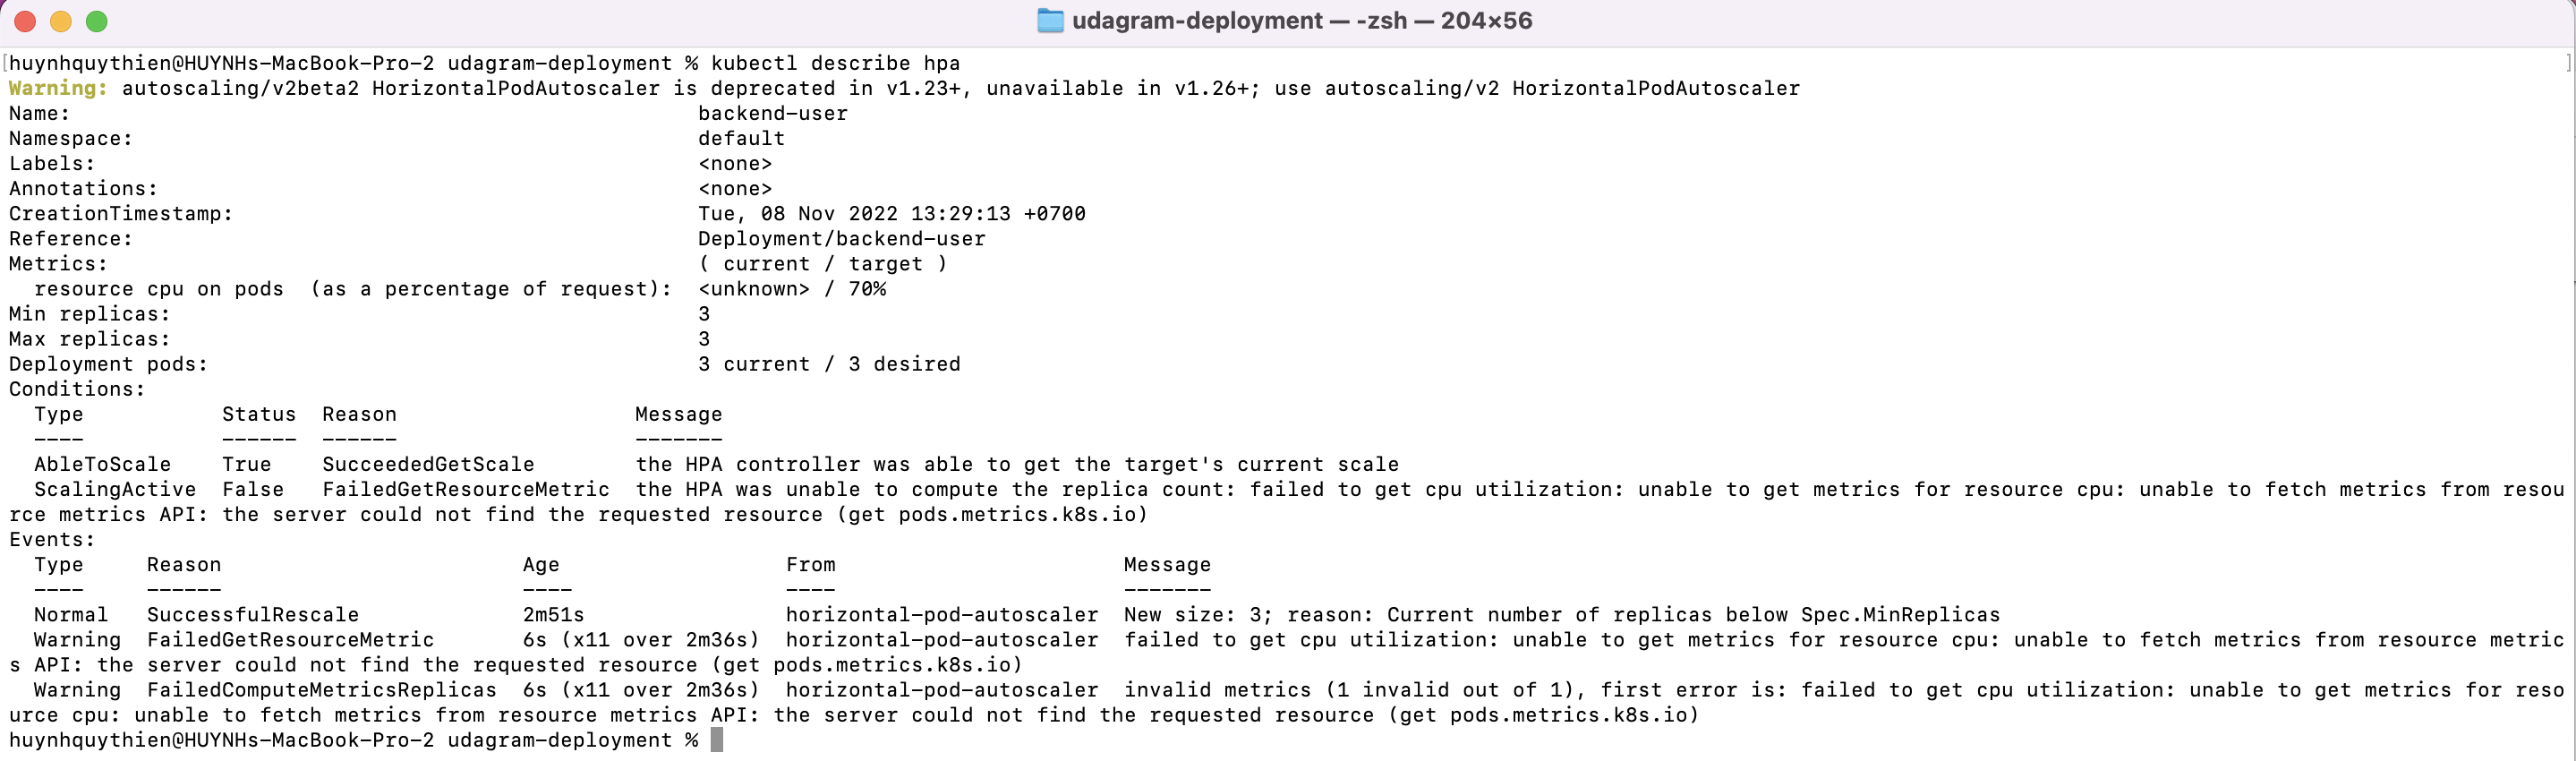 udagram-deployment — -zsh — 204×56
huynhquythien@HUYNHs-MacBook-Pro-2 udagram-deployment % kubectl describe hpa
Warning: autoscaling/v2beta2 HorizontalPodAutoscaler is deprecated in v1.23+, unavailable in v1.26+; use autoscaling/v2 HorizontalPodAutoscaler
Name: backend-user
Namespace: default
Labels: <none>
Annotations: <none>
CreationTimestamp: Tue, 08 Nov 2022 13:29:13 +0700
Reference: Deployment/backend-user
Metrics: ( current / target )
resource cpu on pods (as a percentage of request): <unknown> / 70%
Min replicas: 3
Max replicas: 3
Deployment pods: 3 current / 3 desired
Conditions:
Type Status Reason Message
---- ------ ------ -------
AbleToScale True SucceededGetScale the HPA controller was able to get the target's current scale
ScalingActive False FailedGetResourceMetric the HPA was unable to compute the replica count: failed to get cpu utilization: unable to get metrics for resource cpu: unable to fetch metrics from resou
rce metrics API: the server could not find the requested resource (get pods.metrics.k8s.io)
Events:
Type Reason Age From Message
---- ------ ---- ---- -------
Normal SuccessfulRescale 2m51s horizontal-pod-autoscaler New size: 3; reason: Current number of replicas below Spec.MinReplicas
Warning FailedGetResourceMetric 6s (x11 over 2m36s) horizontal-pod-autoscaler failed to get cpu utilization: unable to get metrics for resource cpu: unable to fetch metrics from resource metric
s API: the server could not find the requested resource (get pods.metrics.k8s.io)
Warning FailedComputeMetricsReplicas 6s (x11 over 2m36s) horizontal-pod-autoscaler invalid metrics (1 invalid out of 1), first error is: failed to get cpu utilization: unable to get metrics for reso
urce cpu: unable to fetch metrics from resource metrics API: the server could not find the requested resource (get pods.metrics.k8s.io)
huynhquythien@HUYNHs-MacBook-Pro-2 udagram-deployment %